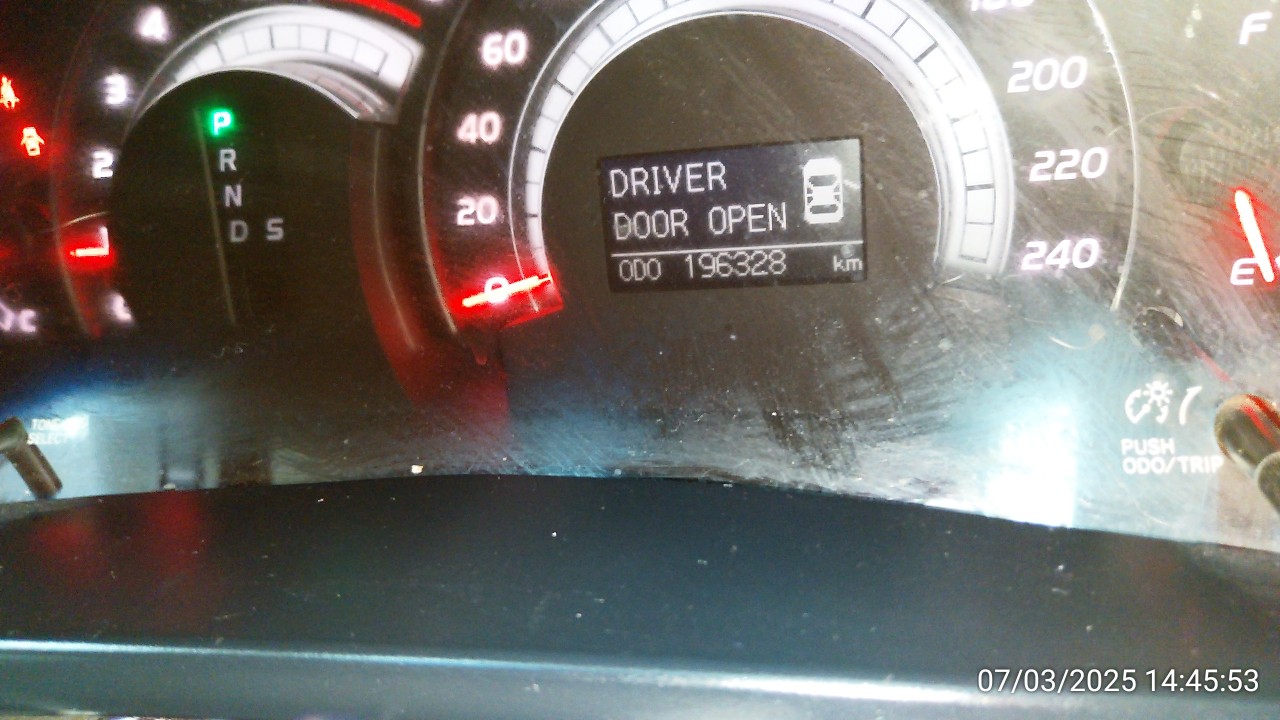 4
3
2
P
R
N
D S
60
40
20
0
DRIVER
DOOR OPEN
ODO 196328 km
200
220
240
F
E
PUSH
ODO/TRIP
07/03/2025 14:45:53